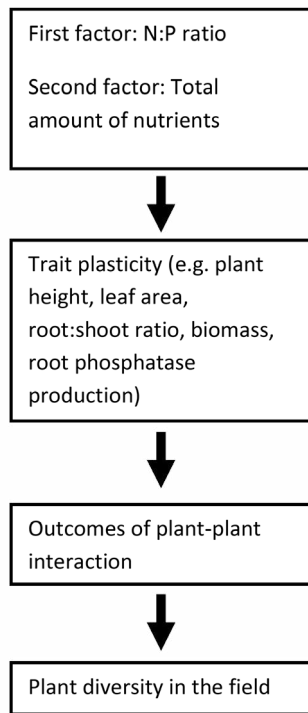 First factor: N:P ratio
Second factor: Total
amount of nutrients
Trait plasticity (e.g. plant
height, leaf area,
root:shoot ratio, biomass,
root phosphatase
production)
Outcomes of plant-plant
interaction
Plant diversity in the field